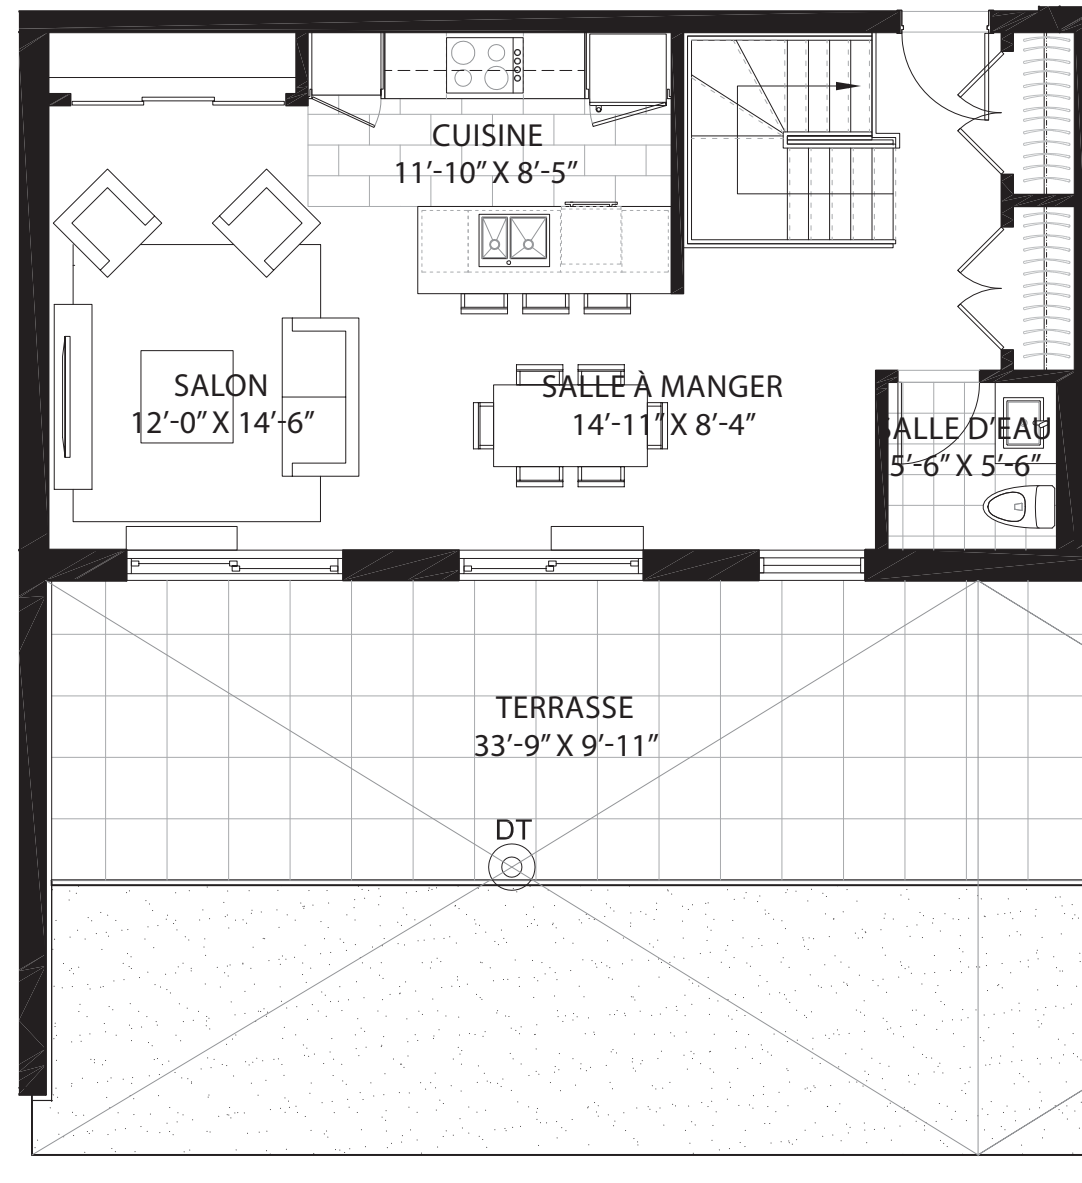 CUISINE
11’-10” X 8’-5”
SALON
12’-0” X 14’-6”
SALLE À MANGER
14’-11” X 8’-4”
SALLE D’EAU
5’-6” X 5’-6”
TERRASSE
33’-9” X 9’-11”
DT